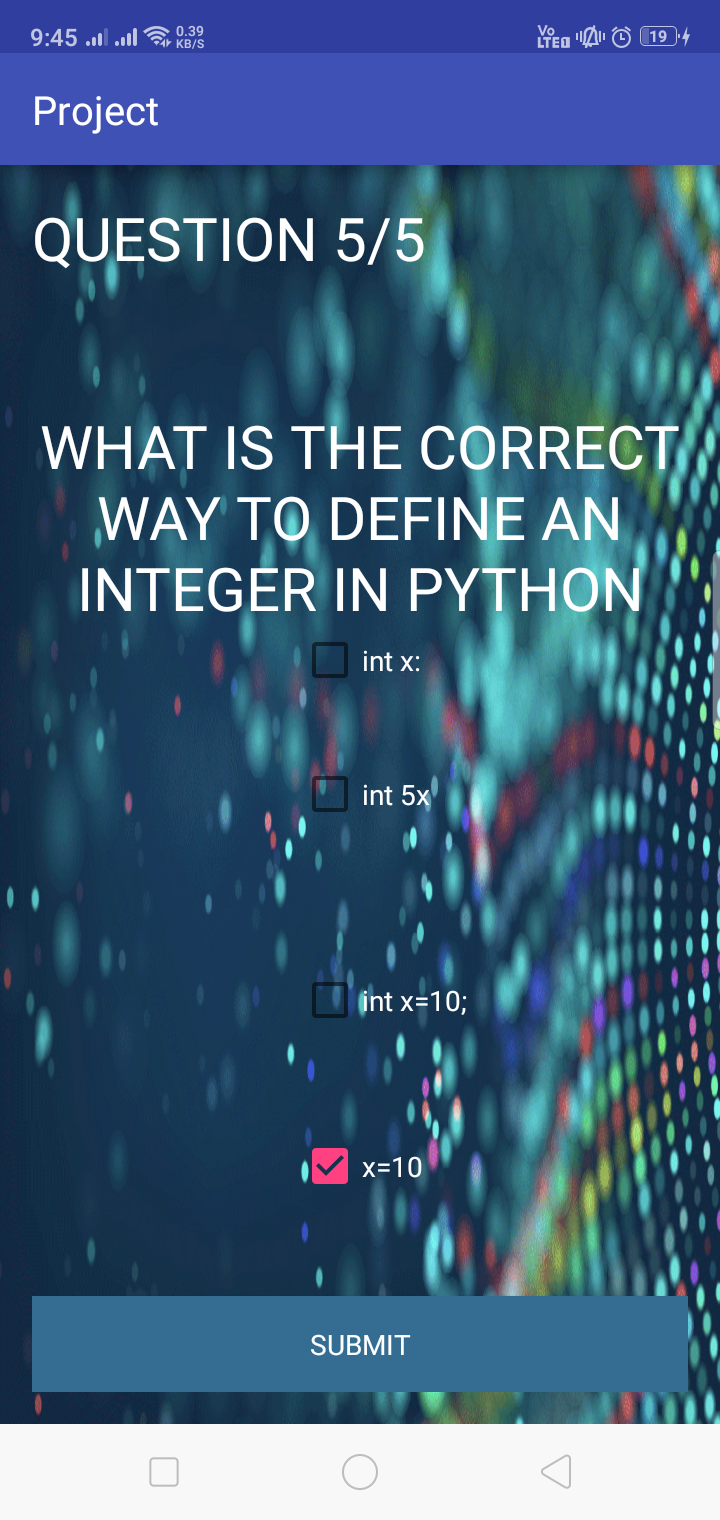 9:45 0.39 KB/S Vo LTE 19
Project
QUESTION 5/5
WHAT IS THE CORRECT
WAY TO DEFINE AN
INTEGER IN PYTHON
int x:
int 5x
int x=10;
x=10
SUBMIT